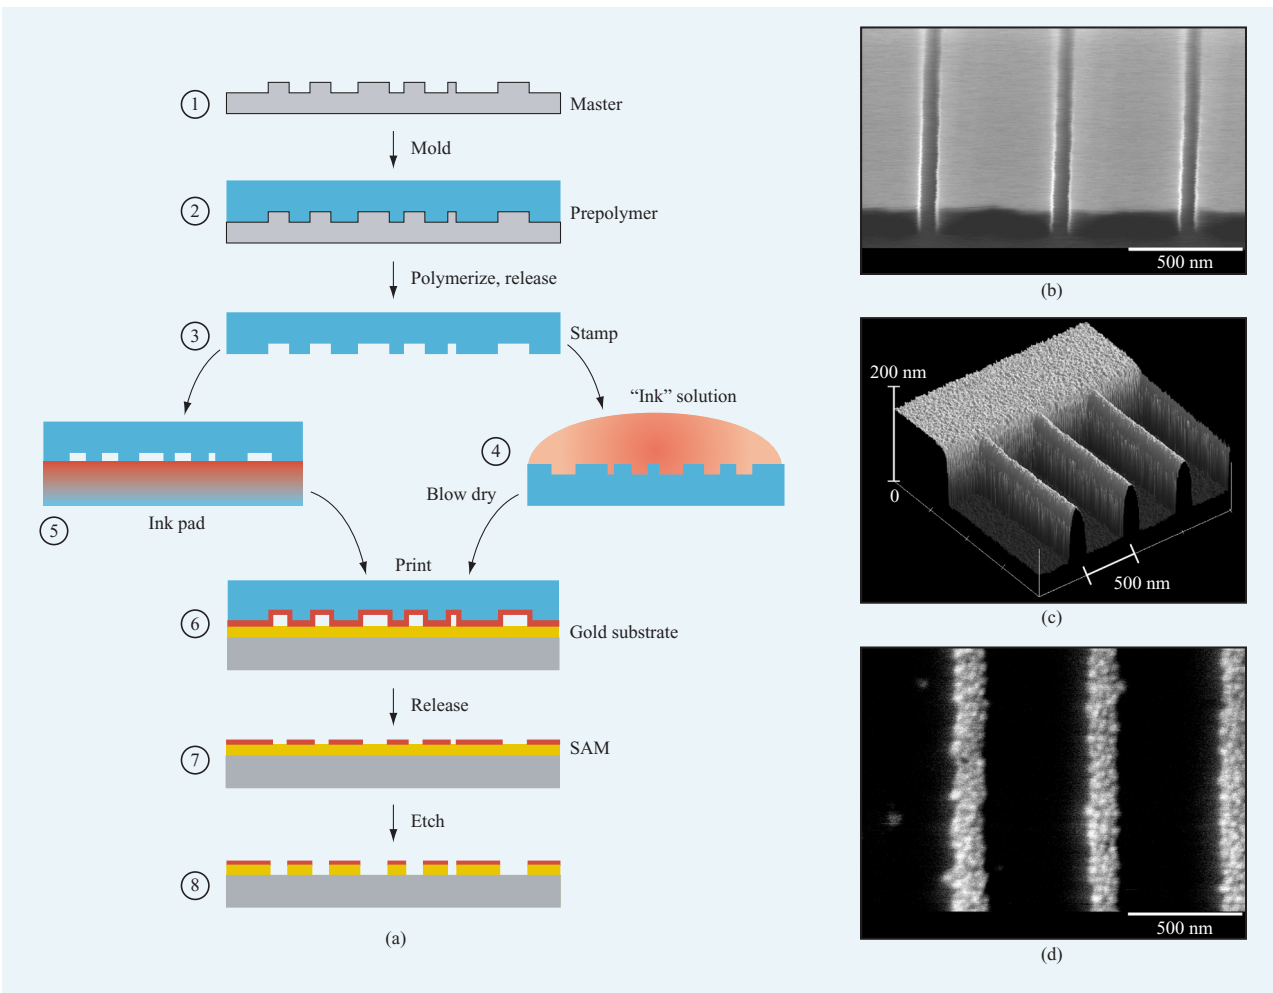 1
Master
Mold
2
Prepolymer
Polymerize, release
3
Stamp
“Ink” solution
4
Blow dry
5
Ink pad
Print
6
Gold substrate
Release
7
SAM
Etch
8
(a)
500 nm
(b)
200 nm
0
500 nm
(c)
500 nm
(d)